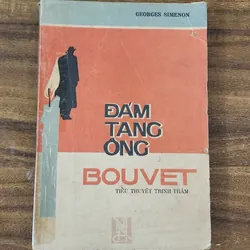 GEORGES SIMENON
ĐÁM
TANG
ÔNG
BOUVET
TIỂU THUYẾT TRINH THÁM